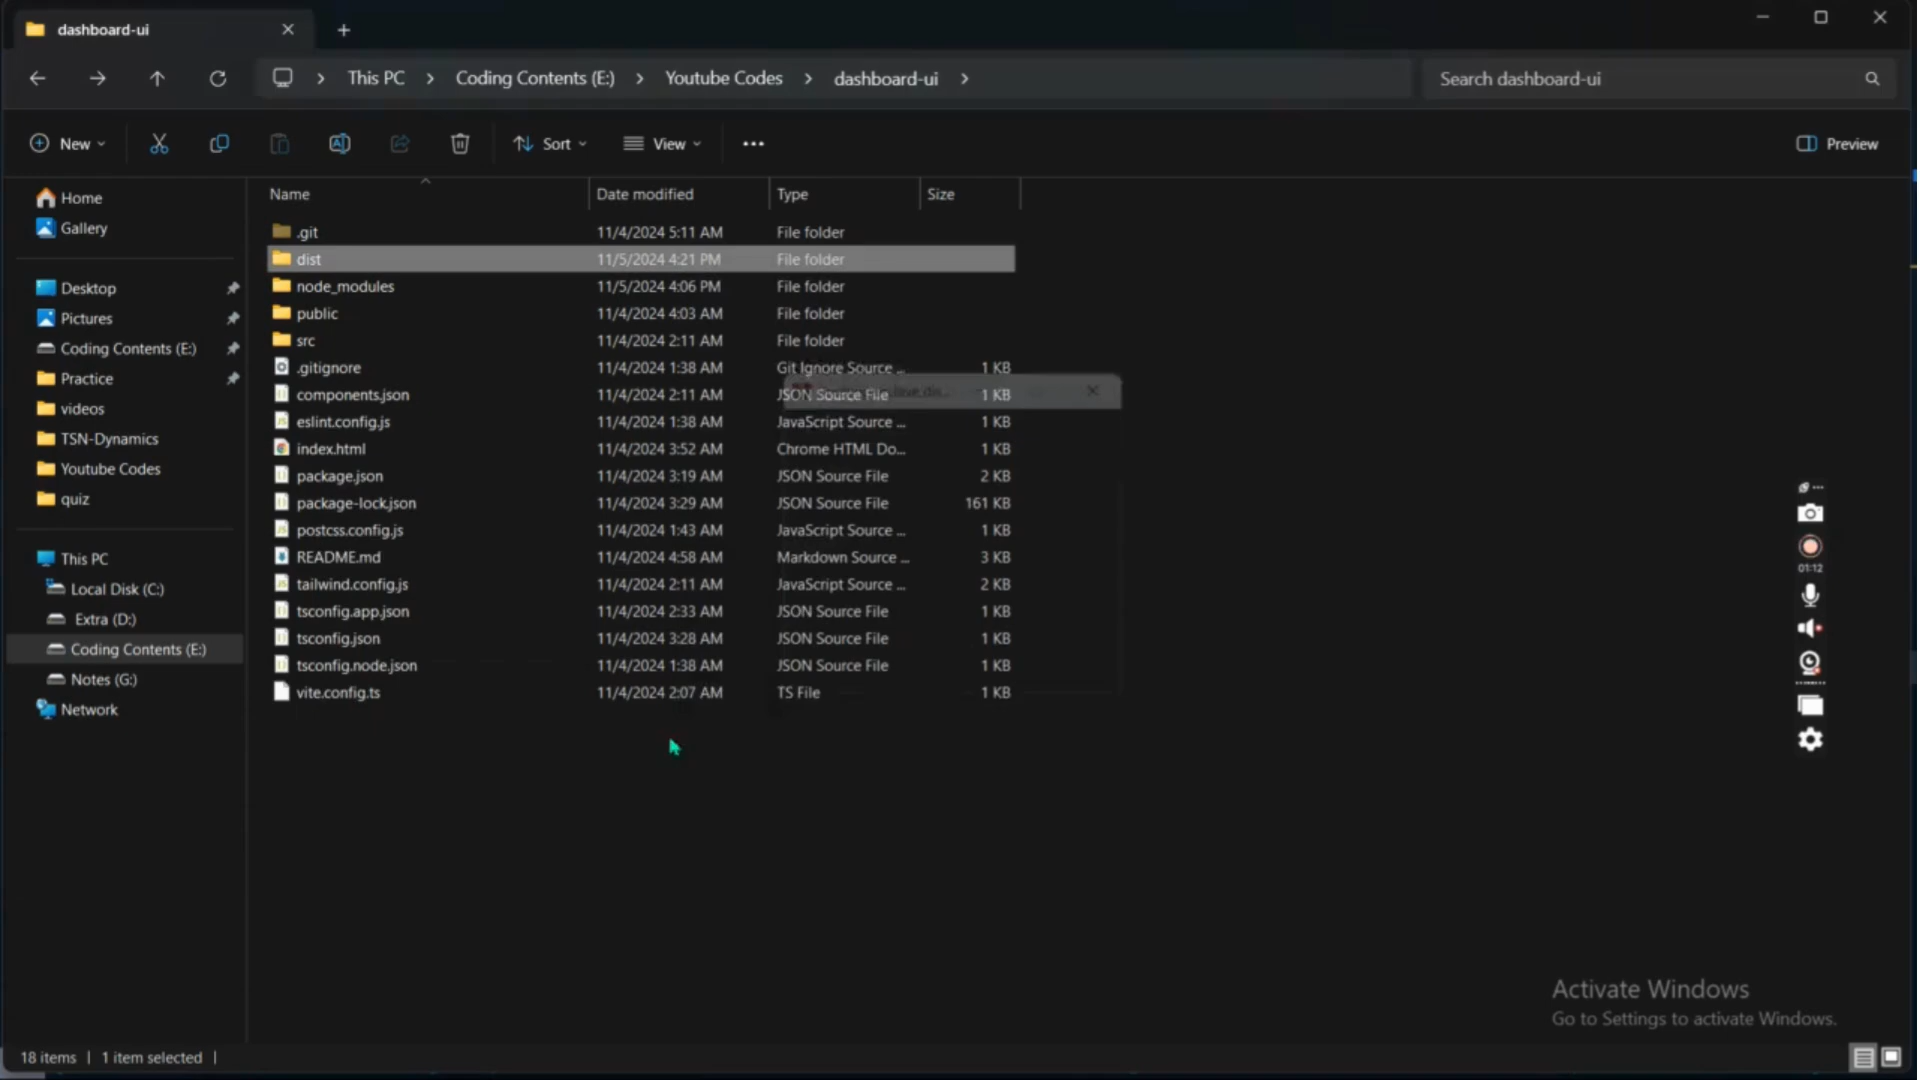 dashboard-ui
This PC > Coding Contents (E:) > Youtube Codes > dashboard-ui >
Search dashboard-ui
New
Sort
View
Preview
Home
Gallery
Desktop
Pictures
Coding Contents (E:)
Practice
videos
TSN-Dynamics
Youtube Codes
quiz
This PC
Local Disk (C:)
Extra (D:)
Coding Contents (E:)
Notes (G:)
Network
Name Date modified Type Size
.git 11/4/2024 5:11 AM File folder
dist 11/5/2024 4:21 PM File folder
node_modules 11/5/2024 4:06 PM File folder
public 11/4/2024 4:03 AM File folder
src 11/4/2024 2:11 AM File folder
.gitignore 11/4/2024 1:38 AM Git Ignore Source ... 1 KB
components.json 11/4/2024 2:11 AM JSON Source File 1 KB
eslint.config.js 11/4/2024 1:38 AM JavaScript Source ... 1 KB
index.html 11/4/2024 3:52 AM Chrome HTML Do... 1 KB
package.json 11/4/2024 3:19 AM JSON Source File 2 KB
package-lock.json 11/4/2024 3:29 AM JSON Source File 161 KB
postcss.config.js 11/4/2024 1:43 AM JavaScript Source ... 1 KB
README.md 11/4/2024 4:58 AM Markdown Source ... 3 KB
tailwind.config.js 11/4/2024 2:11 AM JavaScript Source ... 2 KB
tsconfig.app.json 11/4/2024 2:33 AM JSON Source File 1 KB
tsconfig.json 11/4/2024 3:28 AM JSON Source File 1 KB
tsconfig.node.json 11/4/2024 1:38 AM JSON Source File 1 KB
vite.config.ts 11/4/2024 2:07 AM TS File 1 KB
01:12
Activate Windows
Go to Settings to activate Windows.
18 items | 1 item selected |